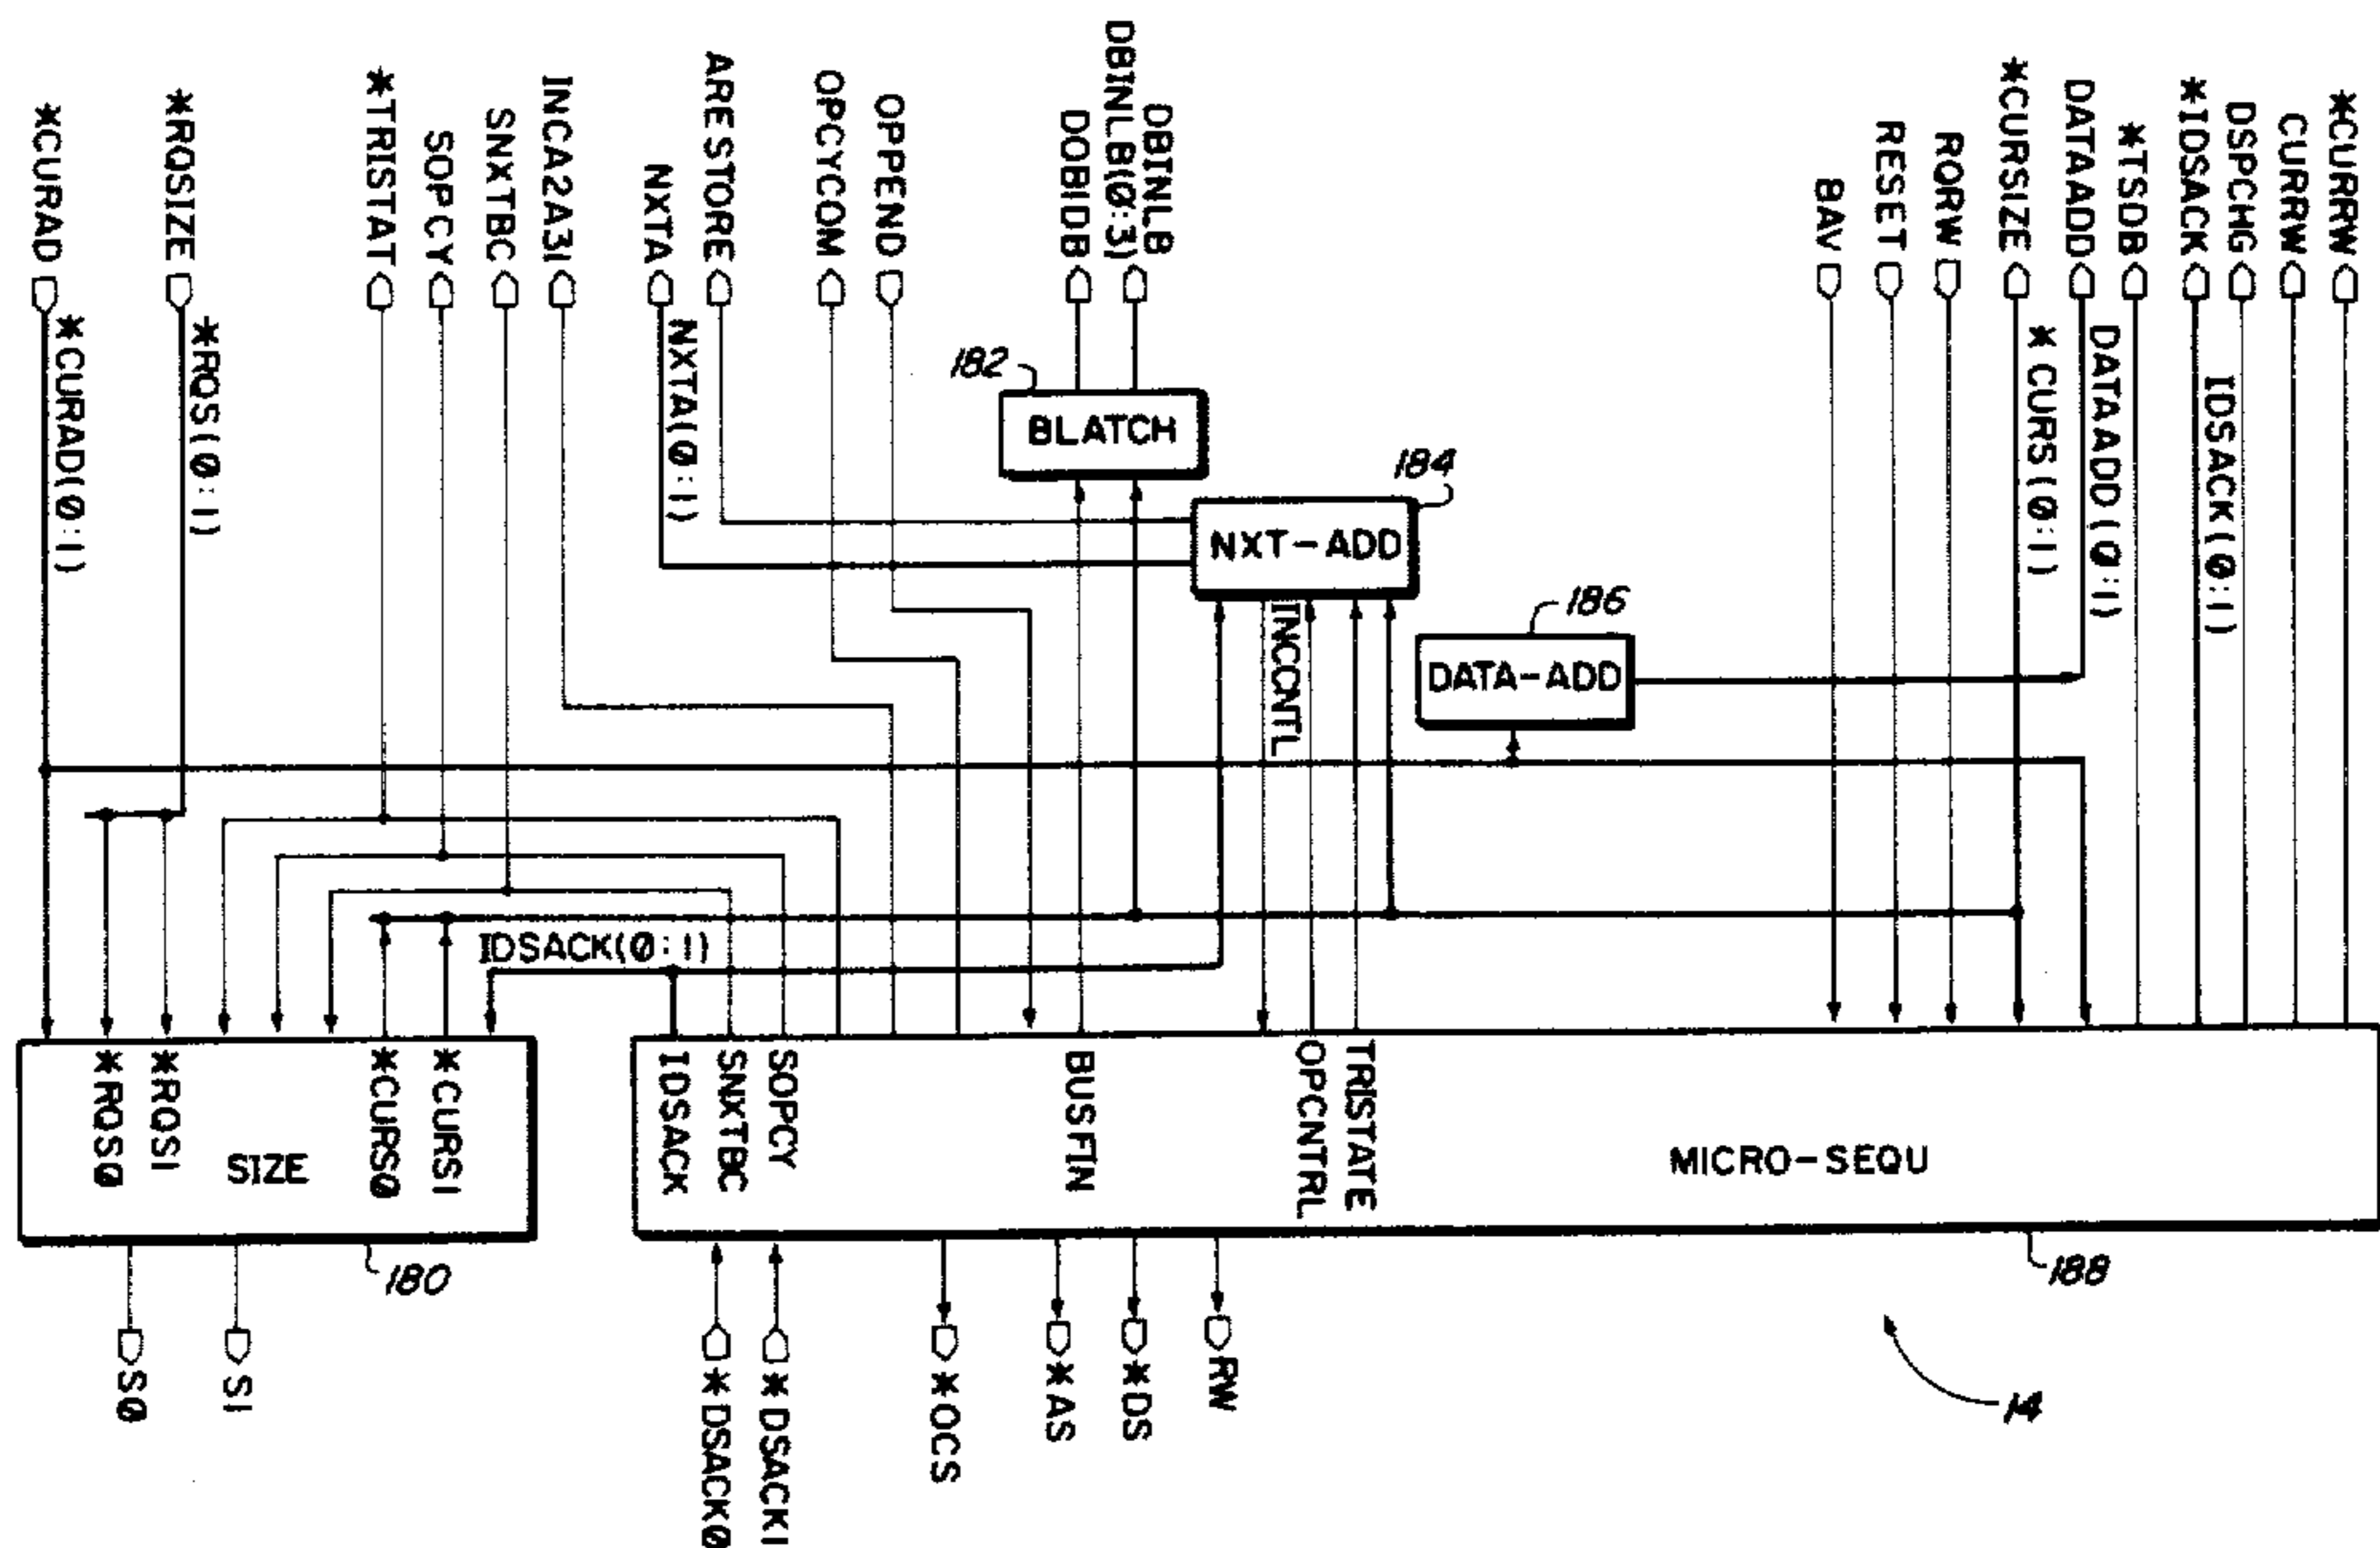 *CURAD
*RQSIZE
*TRISTAT
SOPCY
SNXTBC
INCA2A31
NXTA
ARESTORE
OPCYCOM
OPPEND
DOBIDB
DBINLB(0:3)
DBINLB
BAV
RESET
RQRW
*CURSIZE
DATAADD
*TSDB
*IDSACK
DSPCHG
CURRW
*CURRW
*CURAD(0:1)
*RQS(0:1)
NXTA(0:1)
*CURS(0:1)
DATAADD(0:1)
IDSACK(0:1)
182
BLATCH
184
NXT-ADD
186
DATA-ADD
INCCNTL
IDSACK(0:1)
*RQS0
*RQS1
SIZE
*CURS0
*CURS1
IDSACK
SNXTBC
SOPCY
BUSFIN
OPCNTRL
TRISTATE
MICRO-SEQU
180
188
S0
S1
*DSACK0
*DSACK1
*OCS
*AS
*DS
RW
14